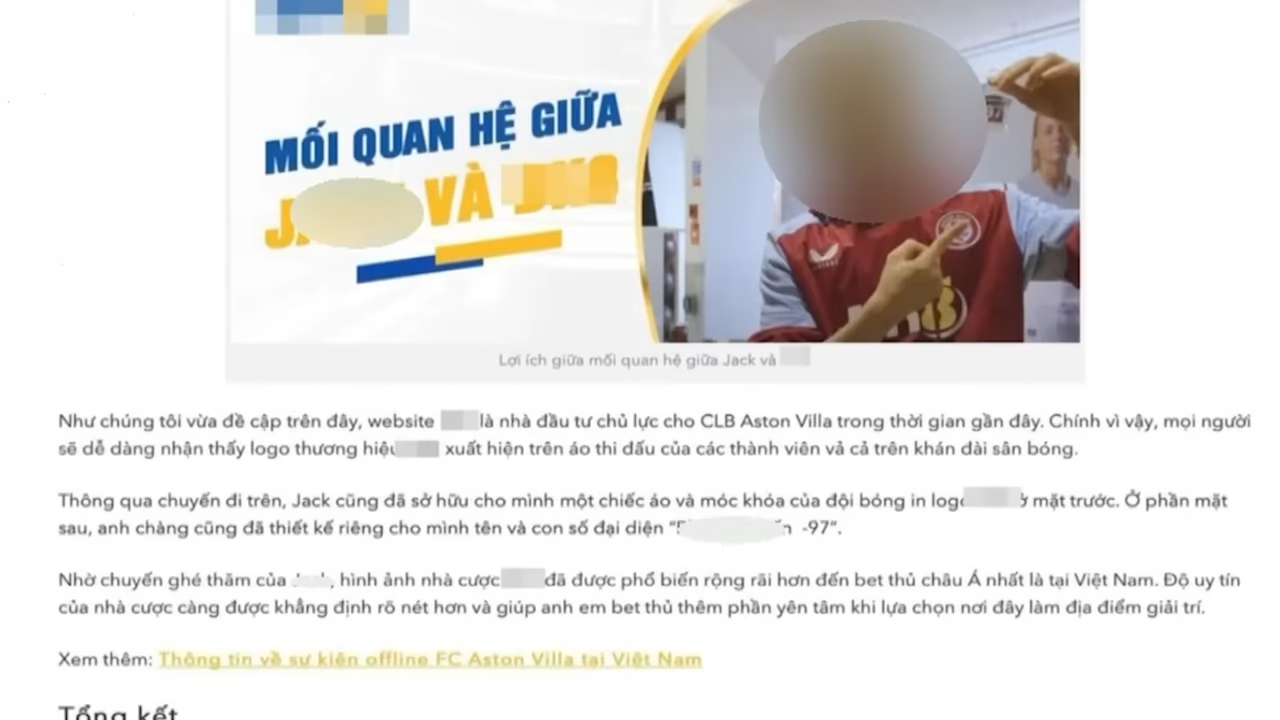 MỐI QUAN HỆ GIỮA
VÀ
Lợi ích giữa mối quan hệ giữa Jack và
Như chúng tôi vừa đề cập trên đây, website là nhà đầu tư chủ lực cho CLB Aston Villa trong thời gian gần đây. Chính vì vậy, mọi người
sẽ dễ dàng nhận thấy logo thương hiệu xuất hiện trên áo thi đấu của các thành viên vả cả trên khán đài sân bóng.
Thông qua chuyến đi trên, Jack cũng đã sở hữu cho mình một chiếc áo và móc khóa của đội bóng in logo ở mặt trước. Ở phần mặt
sau, anh chàng cũng đã thiết kế riêng cho mình tên và con số đại diện “ -97”.
Nhờ chuyến ghé thăm của , hình ảnh nhà cược đã được phổ biến rộng rãi hơn đến bet thủ châu Á nhất là tại Việt Nam. Độ uy tín
của nhà cược càng được khẳng định rõ nét hơn và giúp anh em bet thủ thêm phần yên tâm khi lựa chọn nơi đây làm địa điểm giải trí.
Xem thêm: Thông tin về sự kiện offline FC Aston Villa tại Việt Nam
Tổng kết